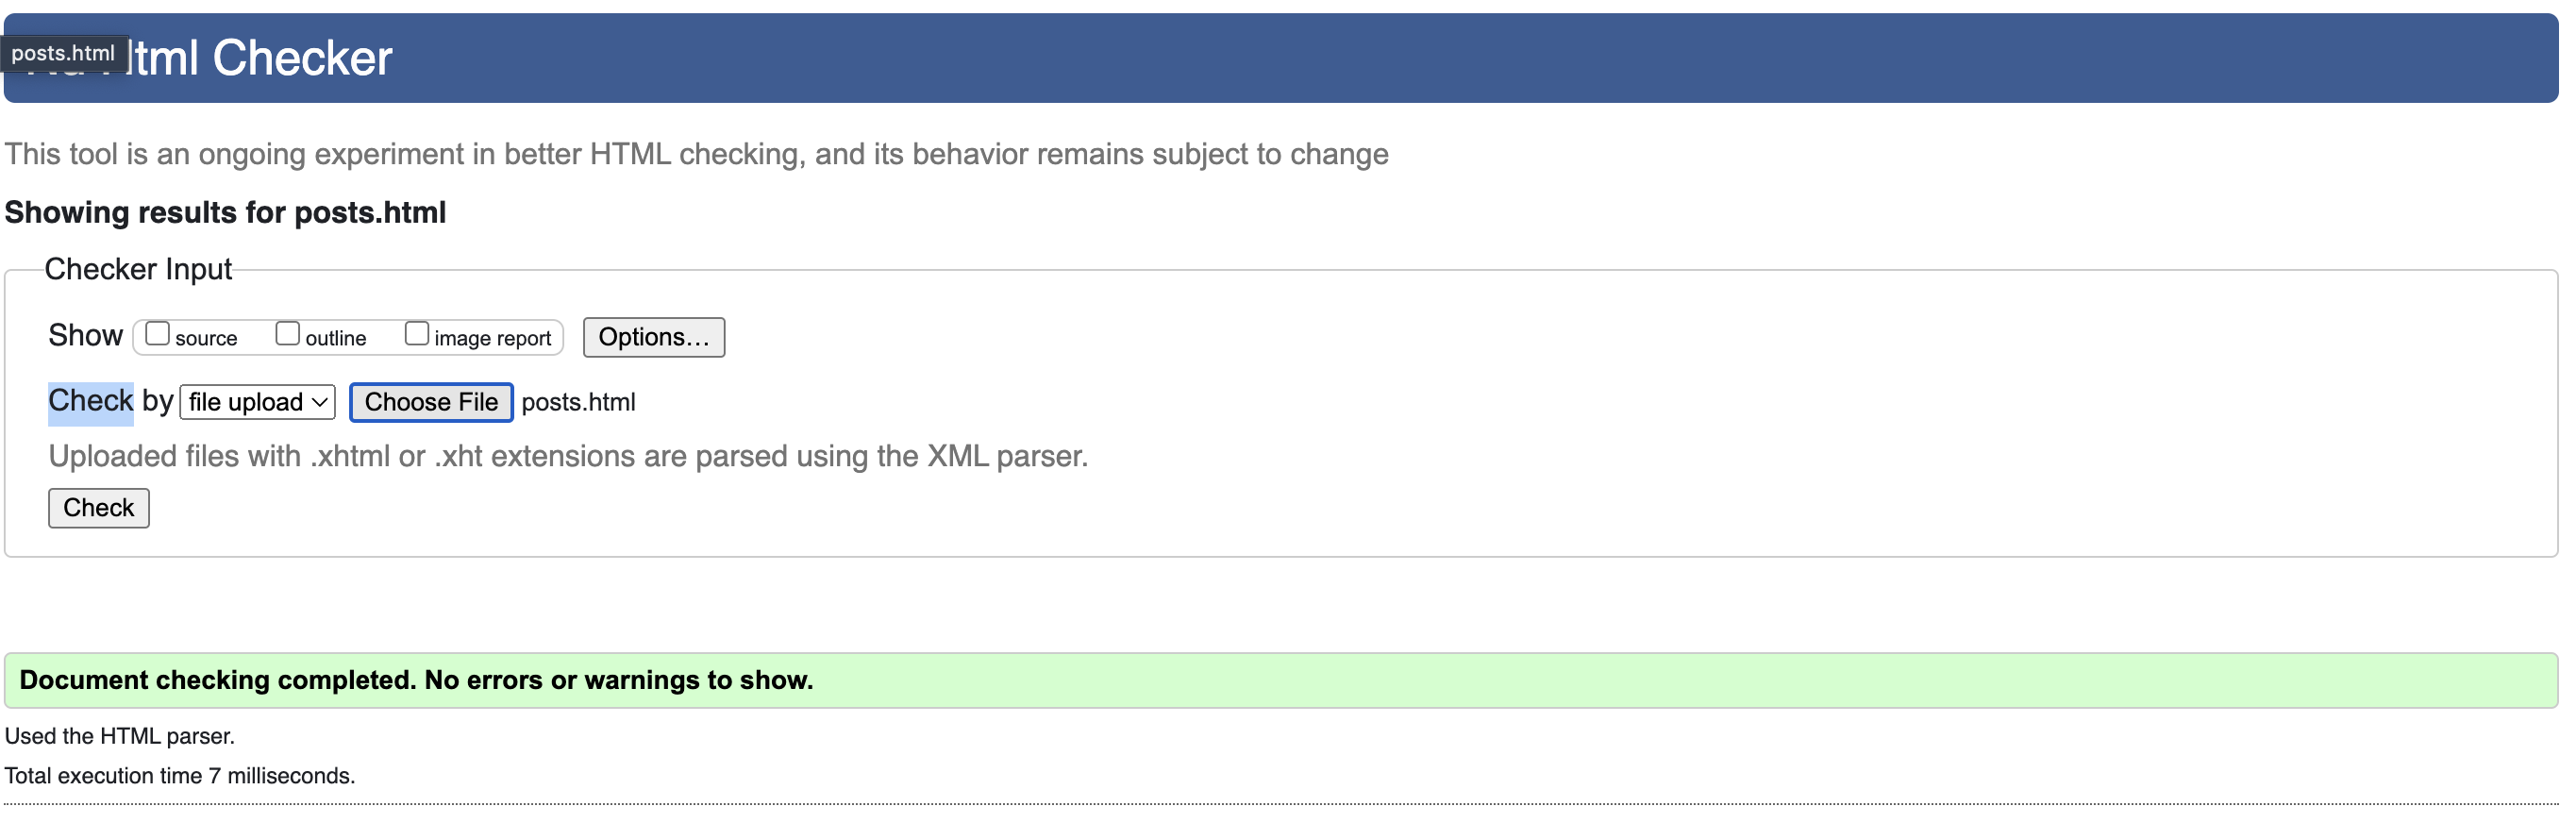 posts.html
tml Checker
This tool is an ongoing experiment in better HTML checking, and its behavior remains subject to change
Showing results for posts.html
Checker Input
Show source outline image report Options...
Check by file upload Choose File posts.html
Uploaded files with .xhtml or .xht extensions are parsed using the XML parser.
Check
Document checking completed. No errors or warnings to show.
Used the HTML parser.
Total execution time 7 milliseconds.